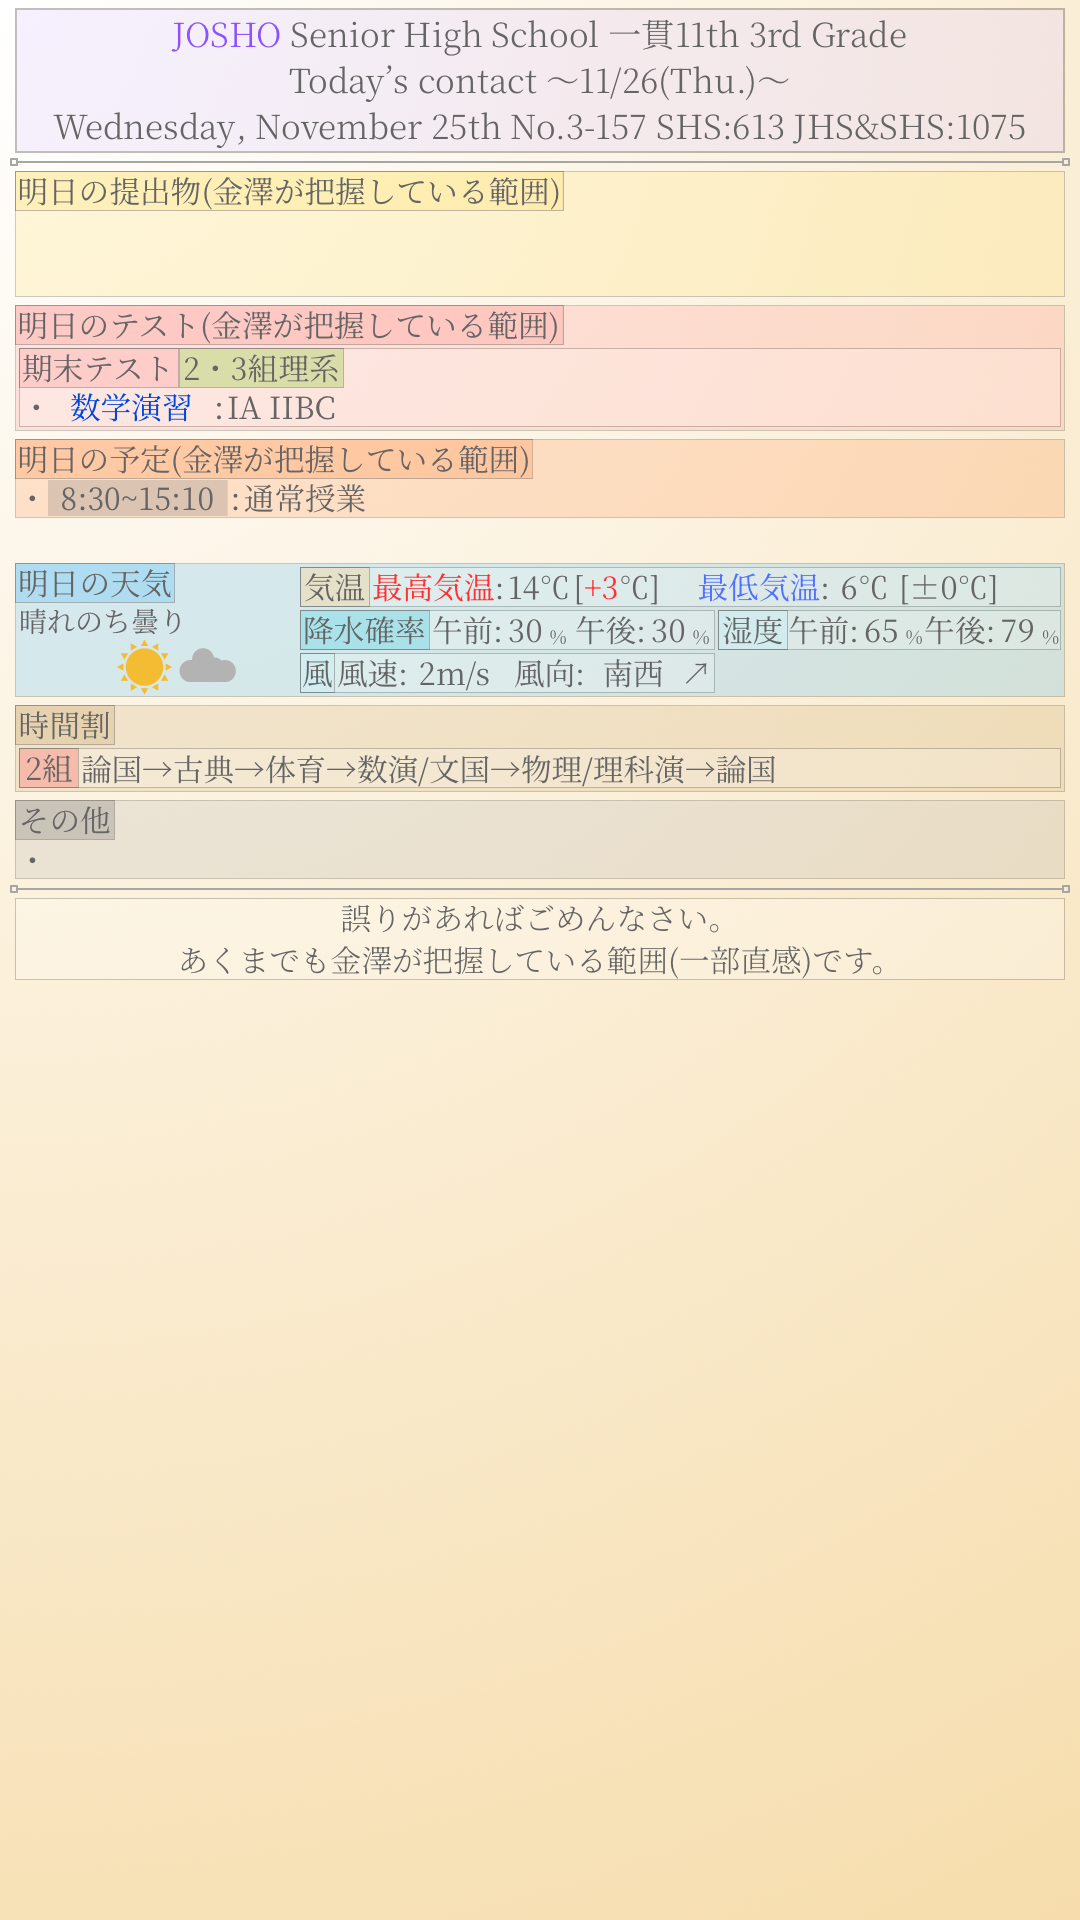 JOSHO Senior High School 一貫11th 3rd Grade
Today’s contact 〜11/26(Thu.)〜
Wednesday, November 25th No.3-157 SHS:613 JHS&SHS:1075
明日の提出物(金澤が把握している範囲)
明日のテスト(金澤が把握している範囲)
期末テスト 2・3組理系
・ 数学演習 :IA IIBC
明日の予定(金澤が把握している範囲)
・ 8:30~15:10 :通常授業
明日の天気
晴れのち曇り
気温 最高気温:14℃[+3℃] 最低気温: 6℃ [±0℃]
降水確率 午前:30 % 午後:30 % 湿度 午前:65 % 午後:79 %
風 風速: 2m/s 風向: 南西 ↗
時間割
2組 論国→古典→体育→数演/文国→物理/理科演→論国
その他
・
誤りがあればごめんなさい。
あくまでも金澤が把握している範囲(一部直感)です。